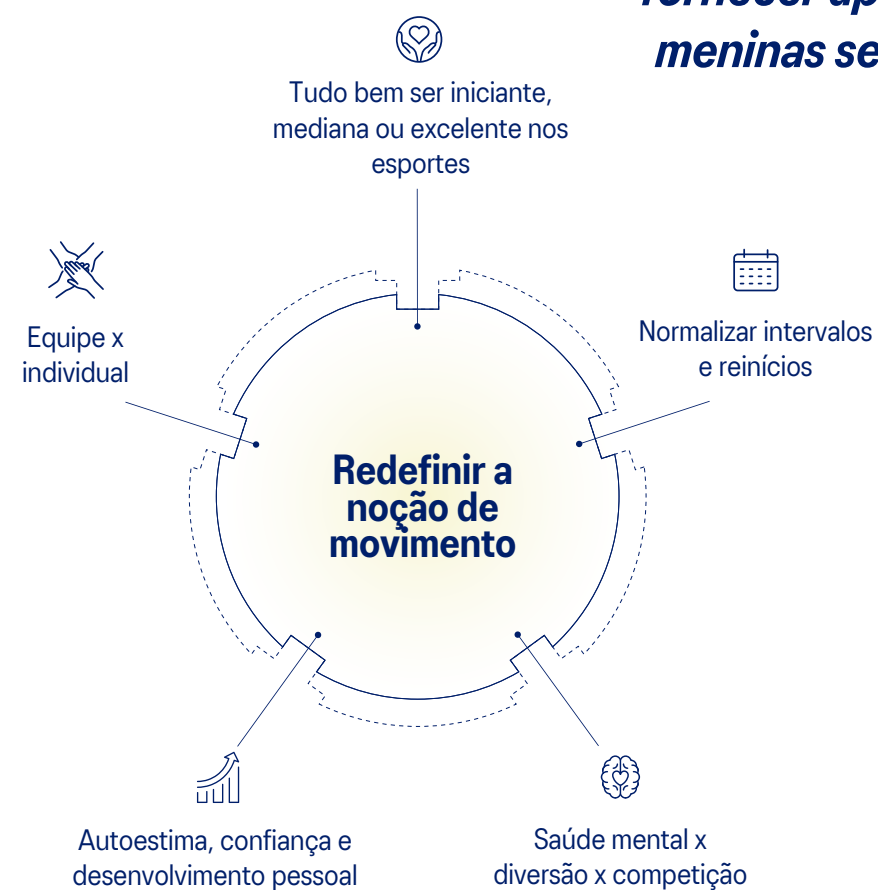 meninas se
Tudo bem ser iniciante,
mediana ou excelente nos
esportes
Equipe x
individual
Normalizar intervalos
e reinícios
Redefinir a
noção de
movimento
Autoestima, confiança e
desenvolvimento pessoal
Saúde mental x
diversão x competição